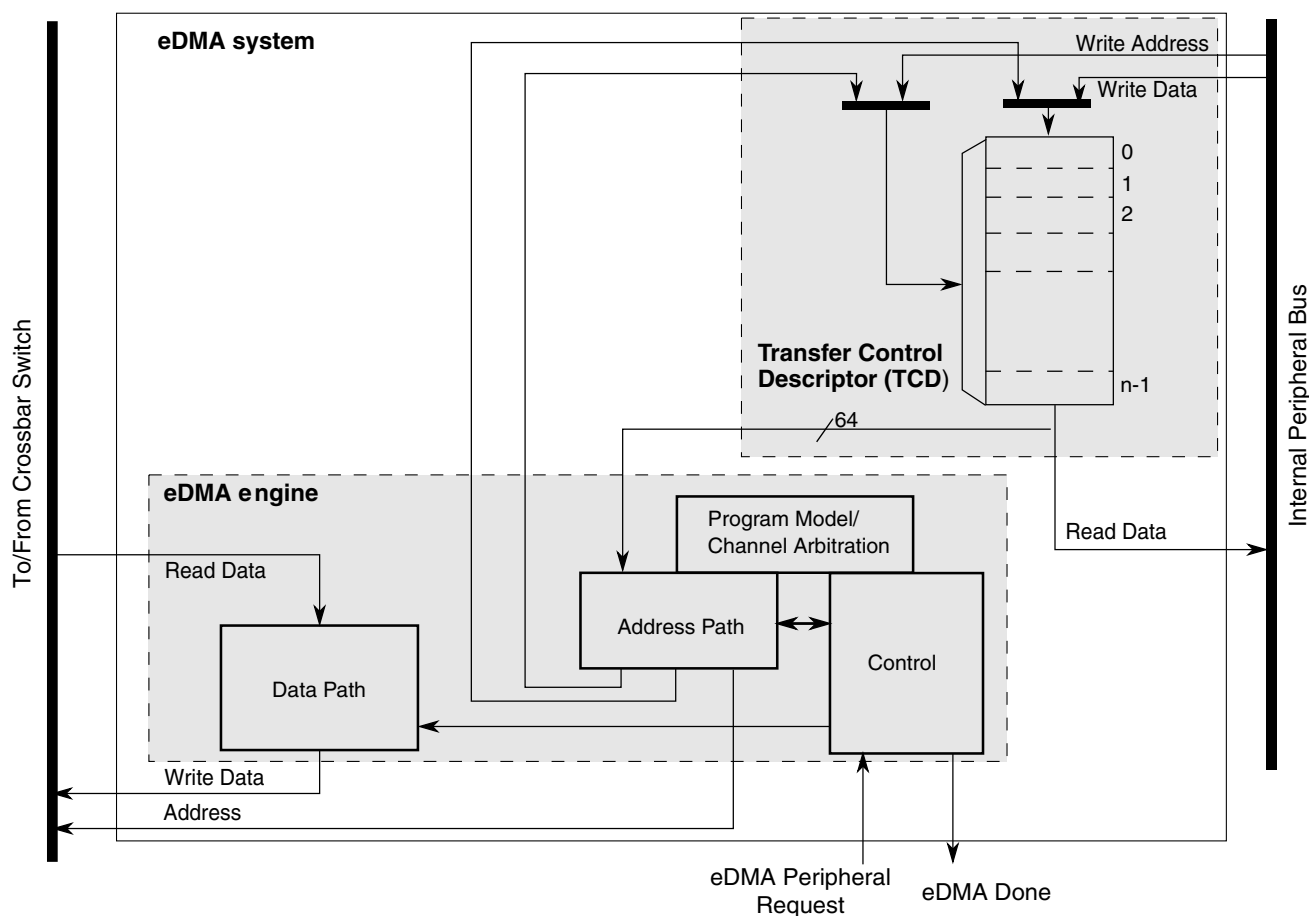 eDMA system
Write Address
Write Data
0
1
2
n-1
Transfer Control
Descriptor (TCD)
64
To/From Crossbar Switch
Internal Peripheral Bus
eDMA engine
Program Model/
Channel Arbitration
Read Data
Read Data
Address Path
Control
Data Path
Write Data
Address
eDMA Peripheral
Request
eDMA Done